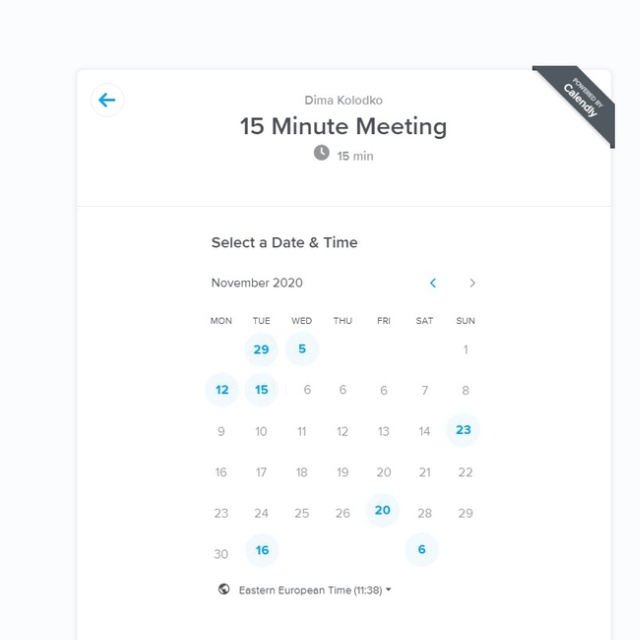 POWERED BY
Calendly
Dima Kolodko
15 Minute Meeting
15 min
Select a Date & Time
November 2020
MON TUE WED THU FRI SAT SUN
29 5 1
12 15 6 6 6 7 8
9 10 11 12 13 14 23
16 17 18 19 20 21 22
23 24 25 26 20 28 29
30 16 6
Eastern European Time (11:38)